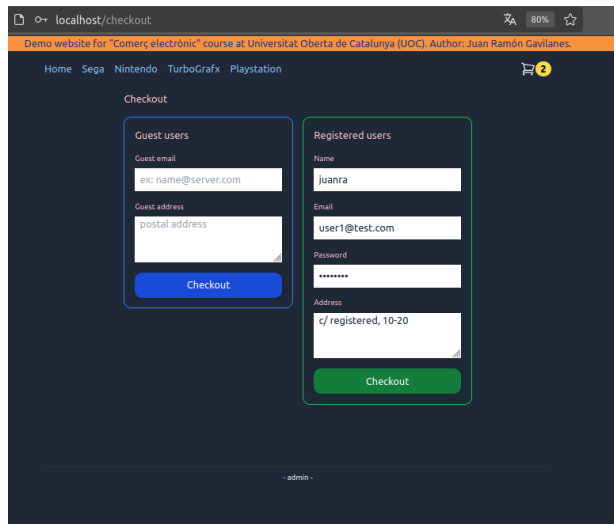 localhost/checkout
80%
Demo website for "Comerç electrònic" course at Universitat Oberta de Catalunya (UOC). Author: Juan Ramón Gavilanes.
Home Sega Nintendo TurboGrafx Playstation
2
Checkout
Guest users
Guest email
ex: name@server.com
Guest address
postal address
Checkout
Registered users
Name
juanra
Email
user1@test.com
Password
••••••••
Address
c/ registered, 10-20
Checkout
- admin -